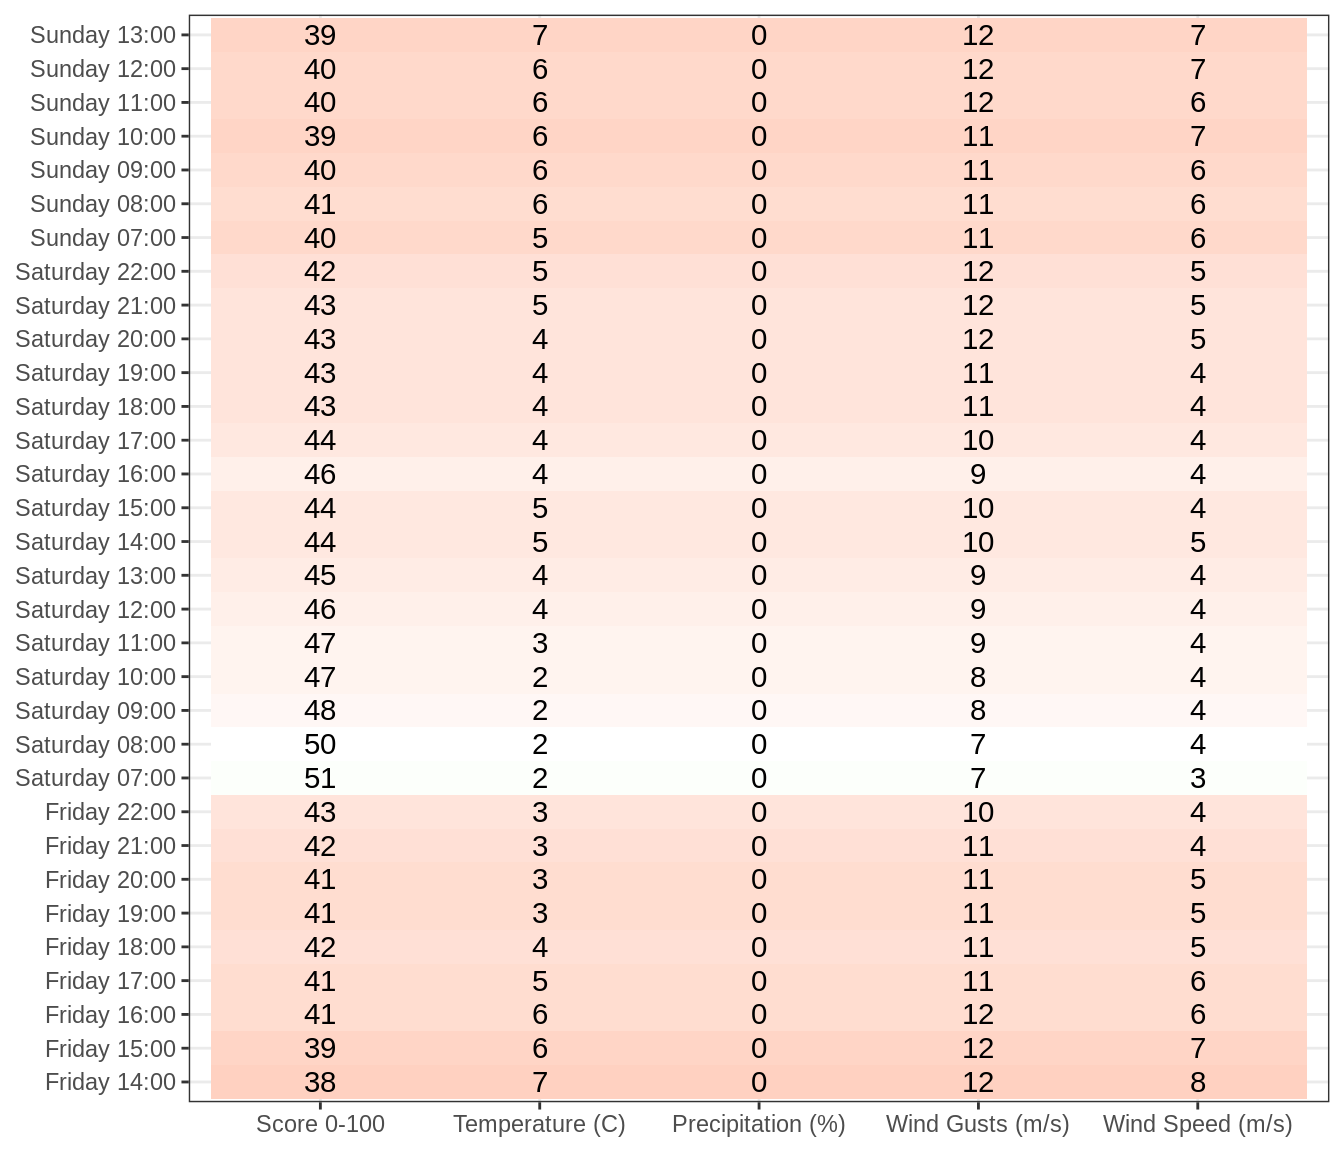 Sunday 13:00 39 7 0 12 7
Sunday 12:00 40 6 0 12 7
Sunday 11:00 40 6 0 12 6
Sunday 10:00 39 6 0 11 7
Sunday 09:00 40 6 0 11 6
Sunday 08:00 41 6 0 11 6
Sunday 07:00 40 5 0 11 6
Saturday 22:00 42 5 0 12 5
Saturday 21:00 43 5 0 12 5
Saturday 20:00 43 4 0 12 5
Saturday 19:00 43 4 0 11 4
Saturday 18:00 43 4 0 11 4
Saturday 17:00 44 4 0 10 4
Saturday 16:00 46 4 0 9 4
Saturday 15:00 44 5 0 10 4
Saturday 14:00 44 5 0 10 5
Saturday 13:00 45 4 0 9 4
Saturday 12:00 46 4 0 9 4
Saturday 11:00 47 3 0 9 4
Saturday 10:00 47 2 0 8 4
Saturday 09:00 48 2 0 8 4
Saturday 08:00 50 2 0 7 4
Saturday 07:00 51 2 0 7 3
Friday 22:00 43 3 0 10 4
Friday 21:00 42 3 0 11 4
Friday 20:00 41 3 0 11 5
Friday 19:00 41 3 0 11 5
Friday 18:00 42 4 0 11 5
Friday 17:00 41 5 0 11 6
Friday 16:00 41 6 0 12 6
Friday 15:00 39 6 0 12 7
Friday 14:00 38 7 0 12 8
Score 0-100 Temperature (C) Precipitation (%) Wind Gusts (m/s) Wind Speed (m/s)